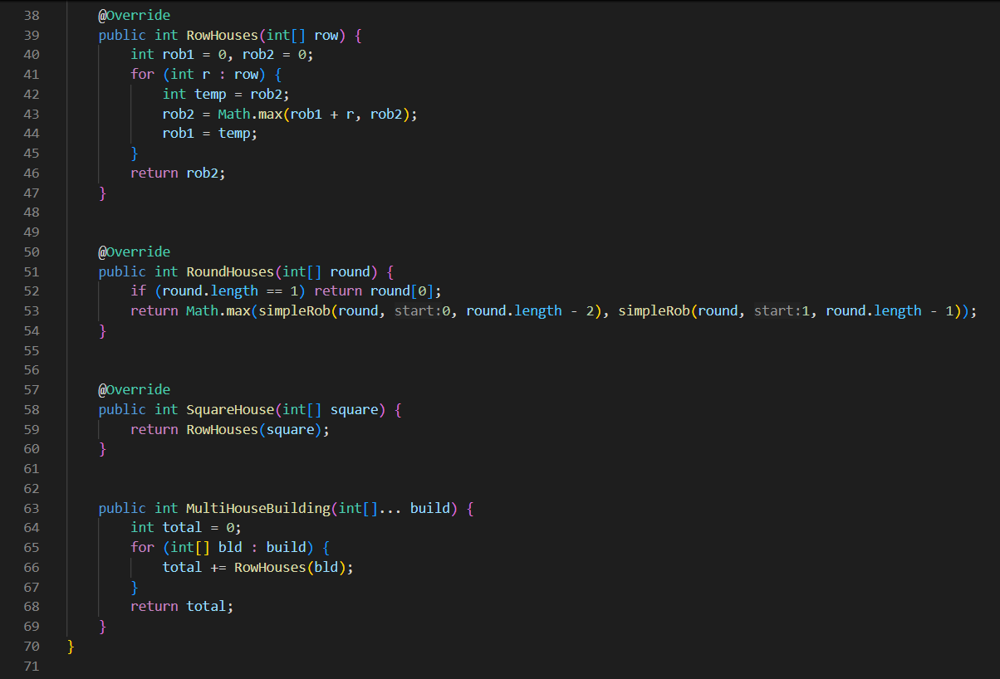 38 @Override
39 public int RowHouses(int[] row) {
40 int rob1 = 0, rob2 = 0;
41 for (int r : row) {
42 int temp = rob2;
43 rob2 = Math.max(rob1 + r, rob2);
44 rob1 = temp;
45 }
46 return rob2;
47 }
48
49
50 @Override
51 public int RoundHouses(int[] round) {
52 if (round.length == 1) return round[0];
53 return Math.max(simpleRob(round, start:0, round.length - 2), simpleRob(round, start:1, round.length - 1));
54 }
55
56
57 @Override
58 public int SquareHouse(int[] square) {
59 return RowHouses(square);
60 }
61
62
63 public int MultiHouseBuilding(int[]... build) {
64 int total = 0;
65 for (int[] bld : build) {
66 total += RowHouses(bld);
67 }
68 return total;
69 }
70 }
71